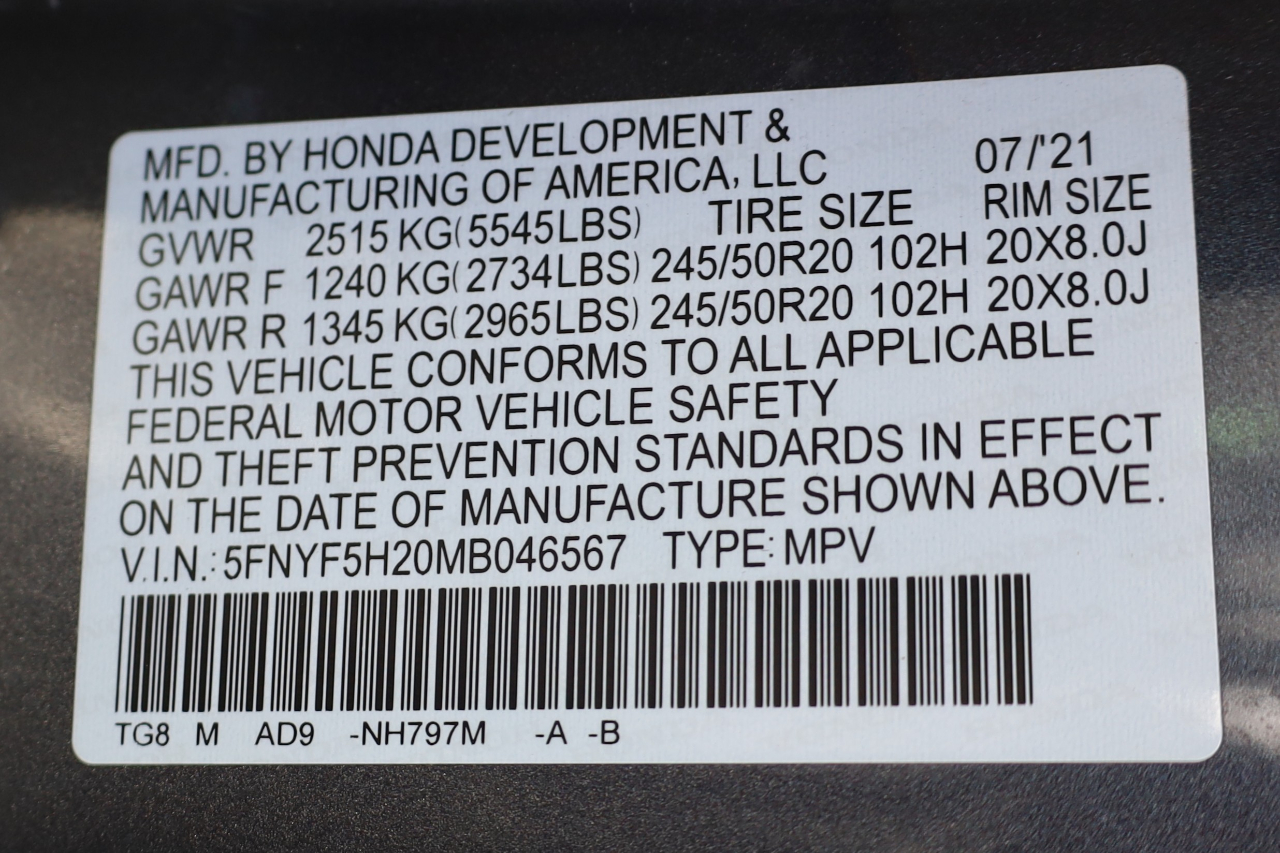 MFD. BY HONDA DEVELOPMENT &
MANUFACTURING OF AMERICA, LLC 07/'21
GVWR 2515 KG(5545LBS) TIRE SIZE RIM SIZE
GAWR F 1240 KG(2734LBS) 245/50R20 102H 20X8.0J
GAWR R 1345 KG(2965LBS) 245/50R20 102H 20X8.0J
THIS VEHICLE CONFORMS TO ALL APPLICABLE
FEDERAL MOTOR VEHICLE SAFETY
AND THEFT PREVENTION STANDARDS IN EFFECT
ON THE DATE OF MANUFACTURE SHOWN ABOVE.
V.I.N.: 5FNYF5H20MB046567 TYPE: MPV
TG8 M AD9 -NH797M -A -B